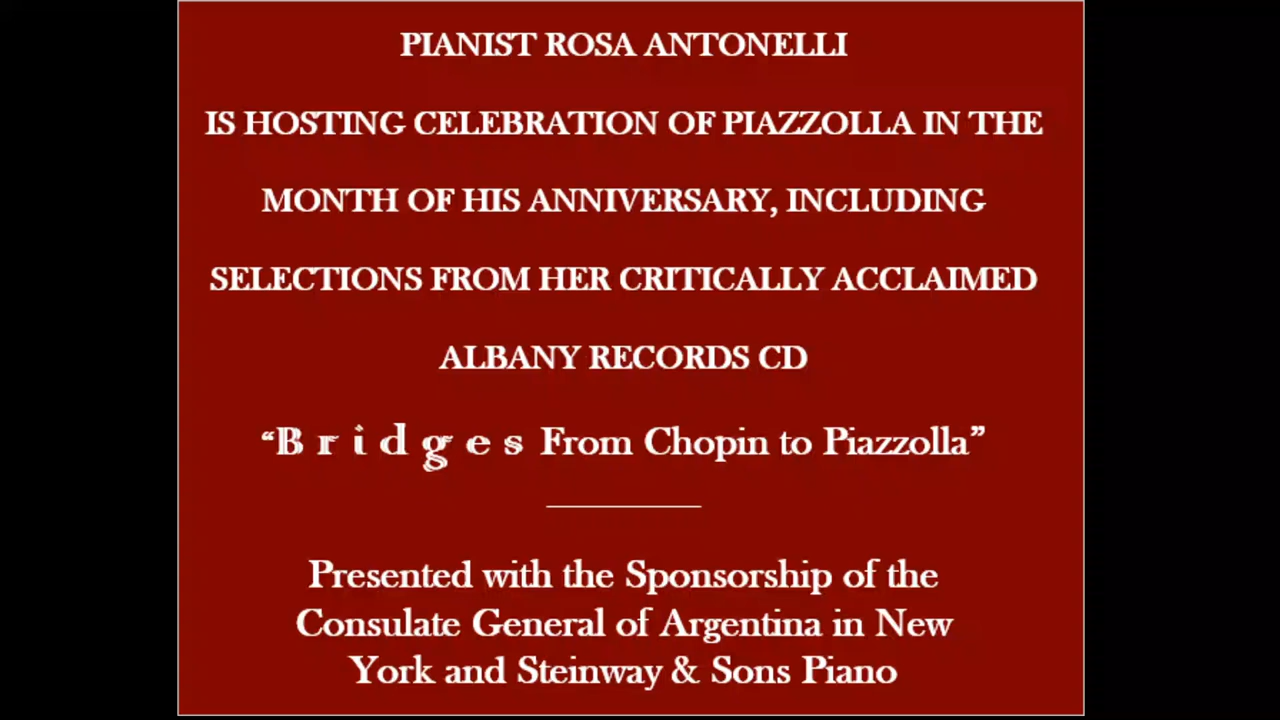 PIANIST ROSA ANTONELLI
IS HOSTING CELEBRATION OF PIAZZOLLA IN THE
MONTH OF HIS ANNIVERSARY, INCLUDING
SELECTIONS FROM HER CRITICALLY ACCLAIMED
ALBANY RECORDS CD
“B r i d g e s From Chopin to Piazzolla”
Presented with the Sponsorship of the
Consulate General of Argentina in New
York and Steinway & Sons Piano